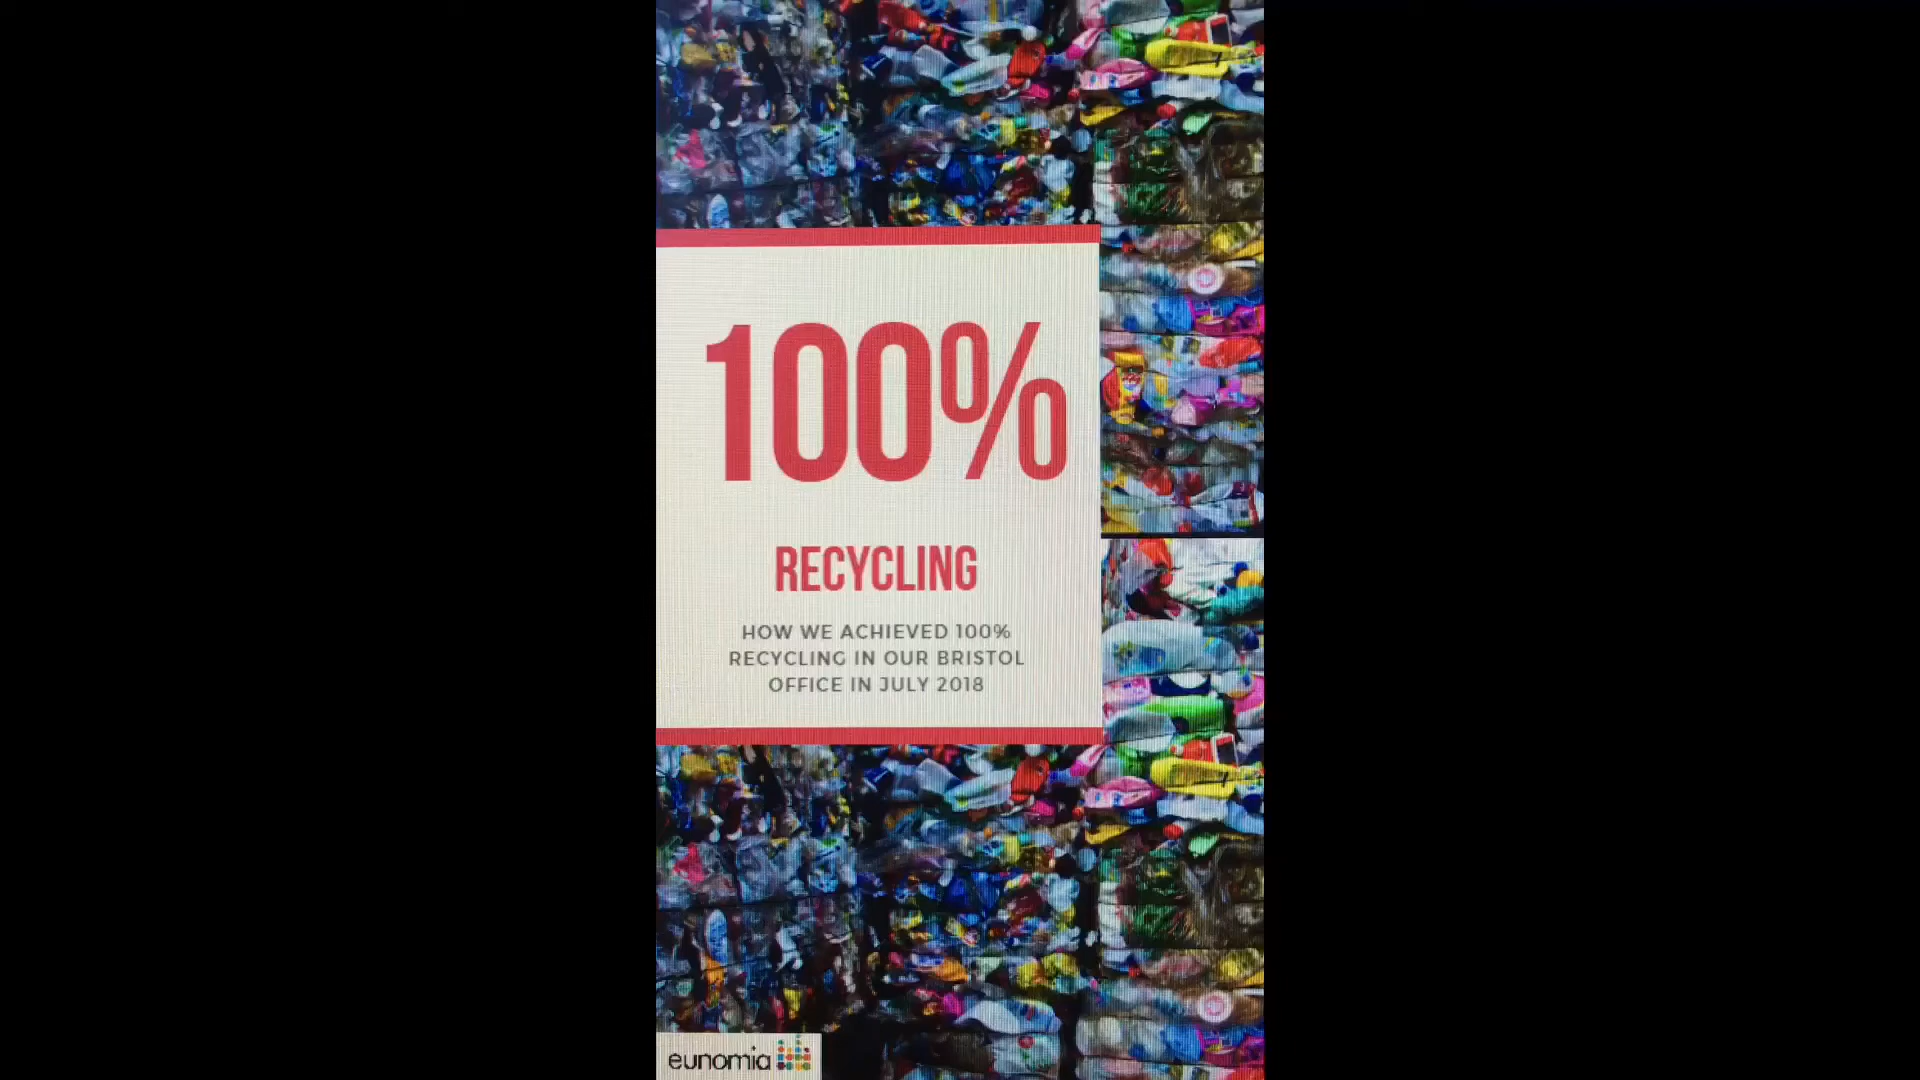 100%
RECYCLING
HOW WE ACHIEVED 100%
RECYCLING IN OUR BRISTOL
OFFICE IN JULY 2018
eunomia